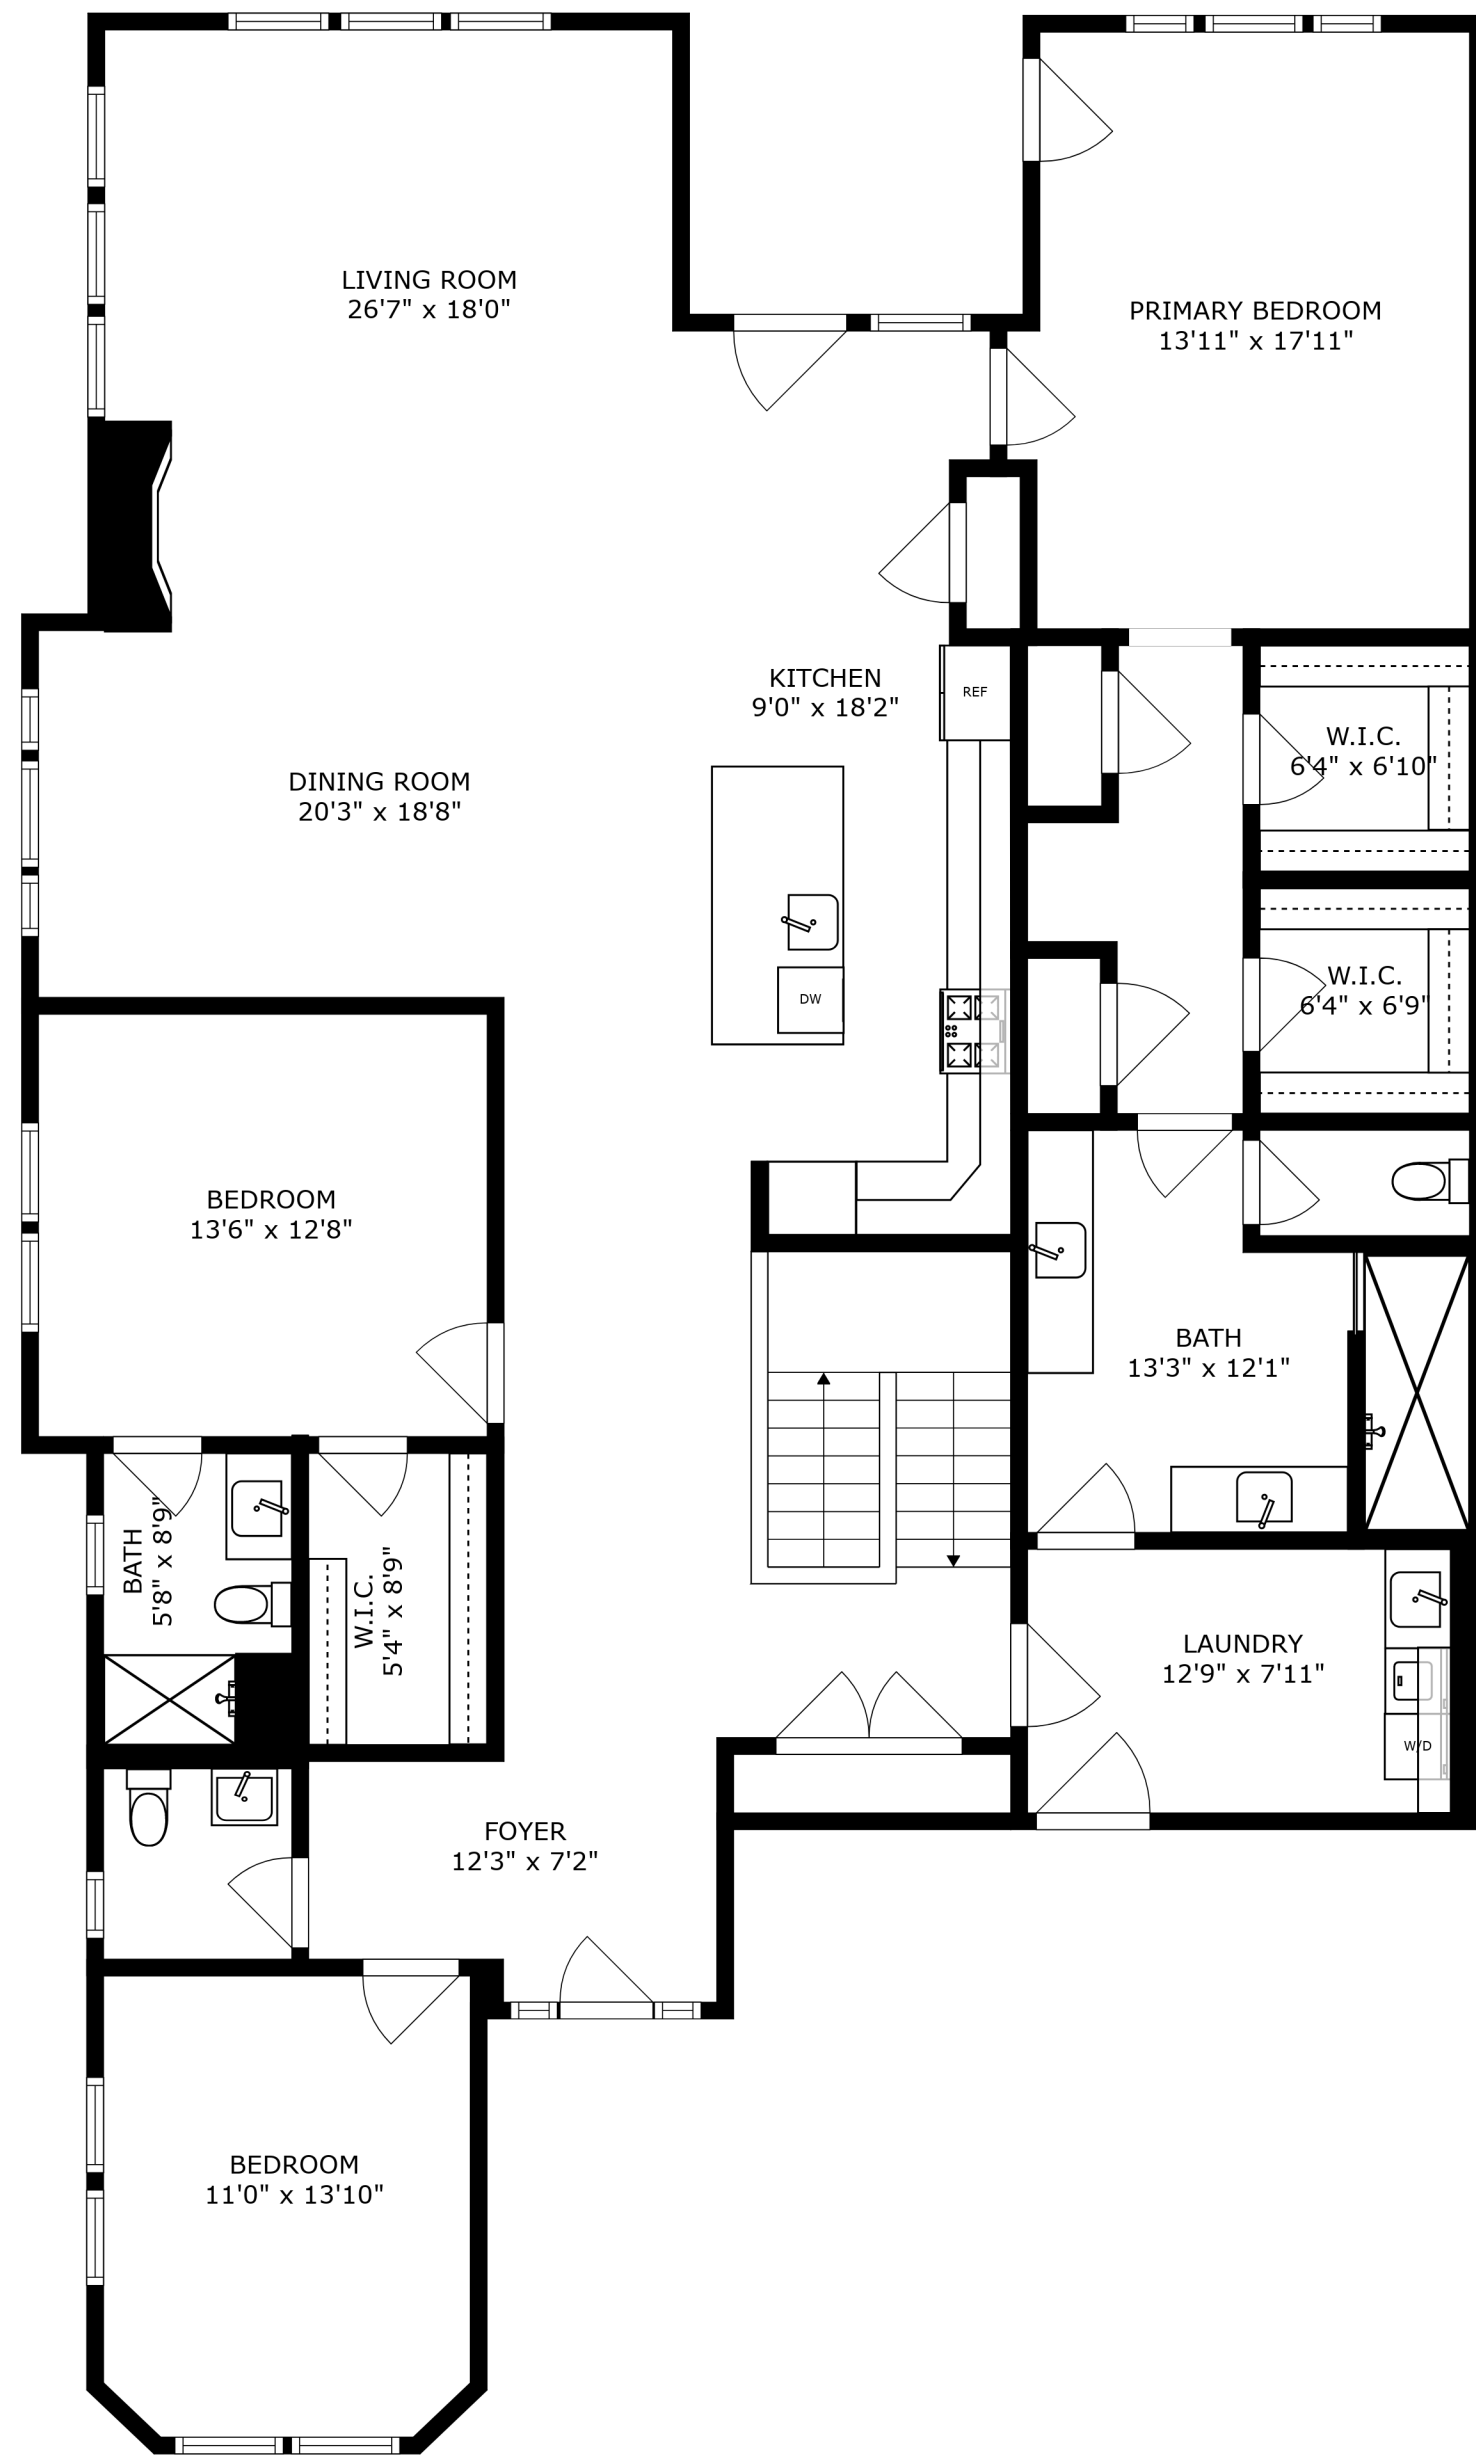 LIVING ROOM
26'7" x 18'0"
PRIMARY BEDROOM
13'11" x 17'11"
KITCHEN
9'0" x 18'2"
REF
W.I.C.
6'4" x 6'10"
DINING ROOM
20'3" x 18'8"
DW
W.I.C.
6'4" x 6'9"
BEDROOM
13'6" x 12'8"
BATH
13'3" x 12'1"
BATH
5'8" x 8'9"
W.I.C.
5'4" x 8'9"
LAUNDRY
12'9" x 7'11"
W/D
FOYER
12'3" x 7'2"
BEDROOM
11'0" x 13'10"